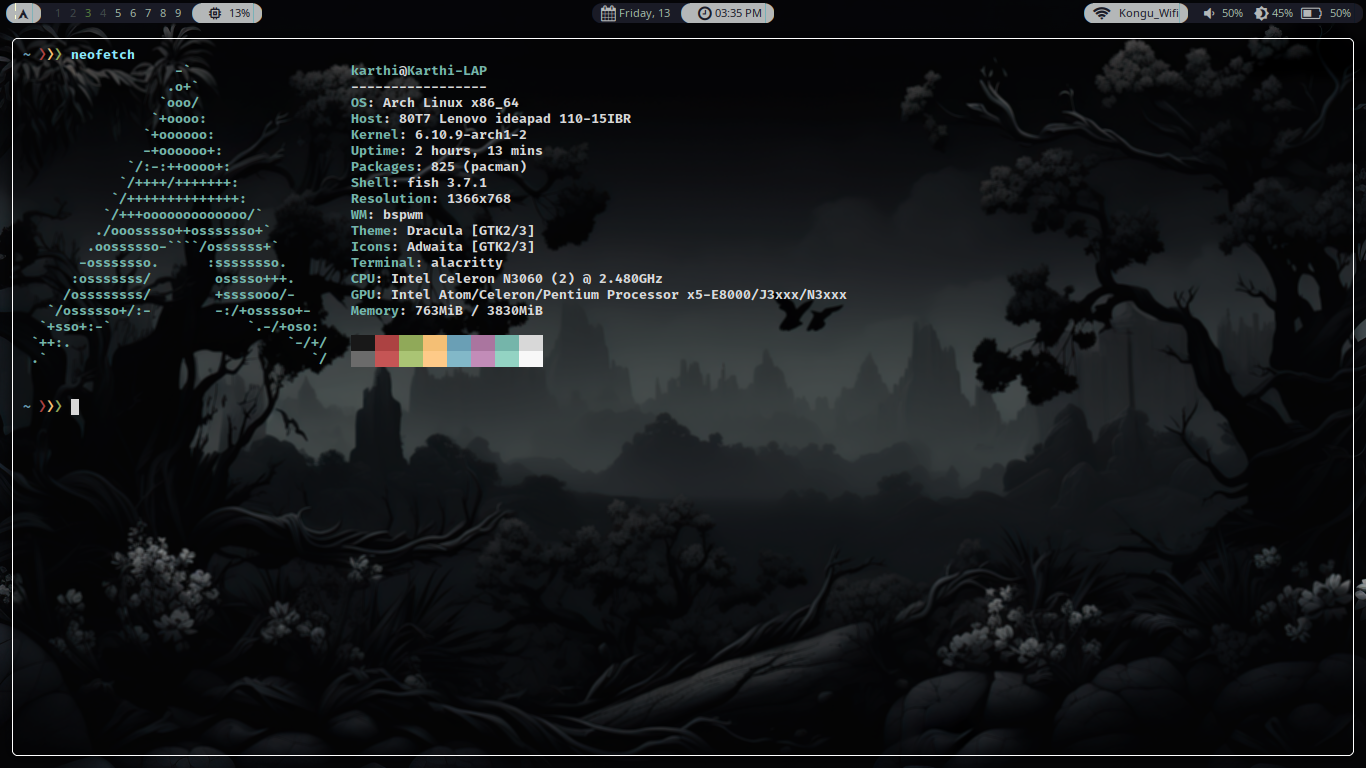 1 2 3 4 5 6 7 8 9 13% Friday, 13 03:35 PM Kongu_Wifi 50% 45% 50%
~ ❯❯❯ neofetch
-`
.o+`
`ooo/
`+oooo:
`+oooooo:
-+oooooo+:
`/:-:++oooo+:
`/++++/+++++++:
`/++++++++++++++:
`/+++ooooooooooooo/`
./ooosssso++osssssso+`
.oossssso-````/ossssss+`
-osssssso. :ssssssso.
:osssssss/ osssso+++.
/ossssssss/ +ssssooo/-
`/ossssso+/:- -:/+osssso+-
`+sso+:-` `.-/+oso:
`++:. `-/+/
.` `/
karthi@Karthi-LAP
-----------------
OS: Arch Linux x86_64
Host: 80T7 Lenovo ideapad 110-15IBR
Kernel: 6.10.9-arch1-2
Uptime: 2 hours, 13 mins
Packages: 825 (pacman)
Shell: fish 3.7.1
Resolution: 1366x768
WM: bspwm
Theme: Dracula [GTK2/3]
Icons: Adwaita [GTK2/3]
Terminal: alacritty
CPU: Intel Celeron N3060 (2) @ 2.480GHz
GPU: Intel Atom/Celeron/Pentium Processor x5-E8000/J3xxx/N3xxx
Memory: 763MiB / 3830MiB
~ ❯❯❯